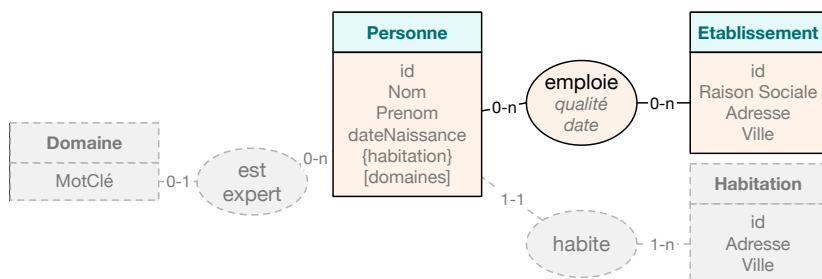 Personne
id
Nom
Prenom
dateNaissance
{habitation}
[domaines]
0-n
emploie
qualité
date
0-n
Etablissement
id
Raison Sociale
Adresse
Ville
Domaine
MotClé
0-1
est
expert
0-n
1-1
habite
1-n
Habitation
id
Adresse
Ville